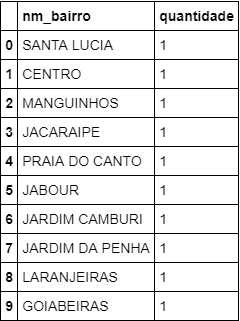 nm_bairro quantidade
0 SANTA LUCIA 1
1 CENTRO 1
2 MANGUINHOS 1
3 JACARAIPE 1
4 PRAIA DO CANTO 1
5 JABOUR 1
6 JARDIM CAMBURI 1
7 JARDIM DA PENHA 1
8 LARANJEIRAS 1
9 GOIABEIRAS 1